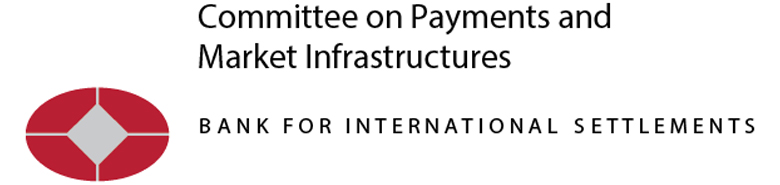 Committee on Payments and
Market Infrastructures
BANK FOR INTERNATIONAL SETTLEMENTS